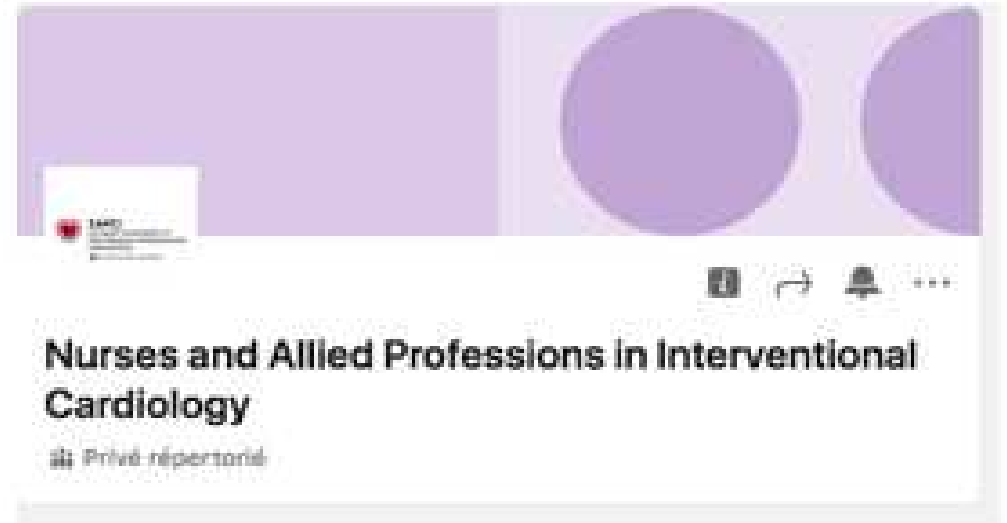 Nurses and Allied Professions in Interventional
Cardiology
Privé répertorié